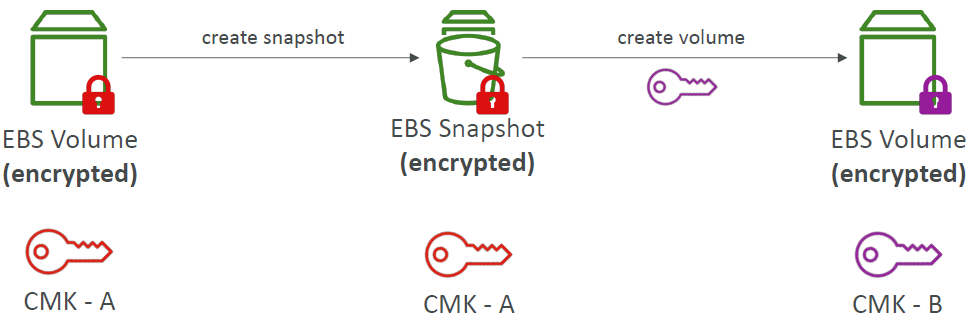 create snapshot
create volume
EBS Volume
(encrypted)
EBS Snapshot
(encrypted)
EBS Volume
(encrypted)
CMK - A
CMK - A
CMK - B